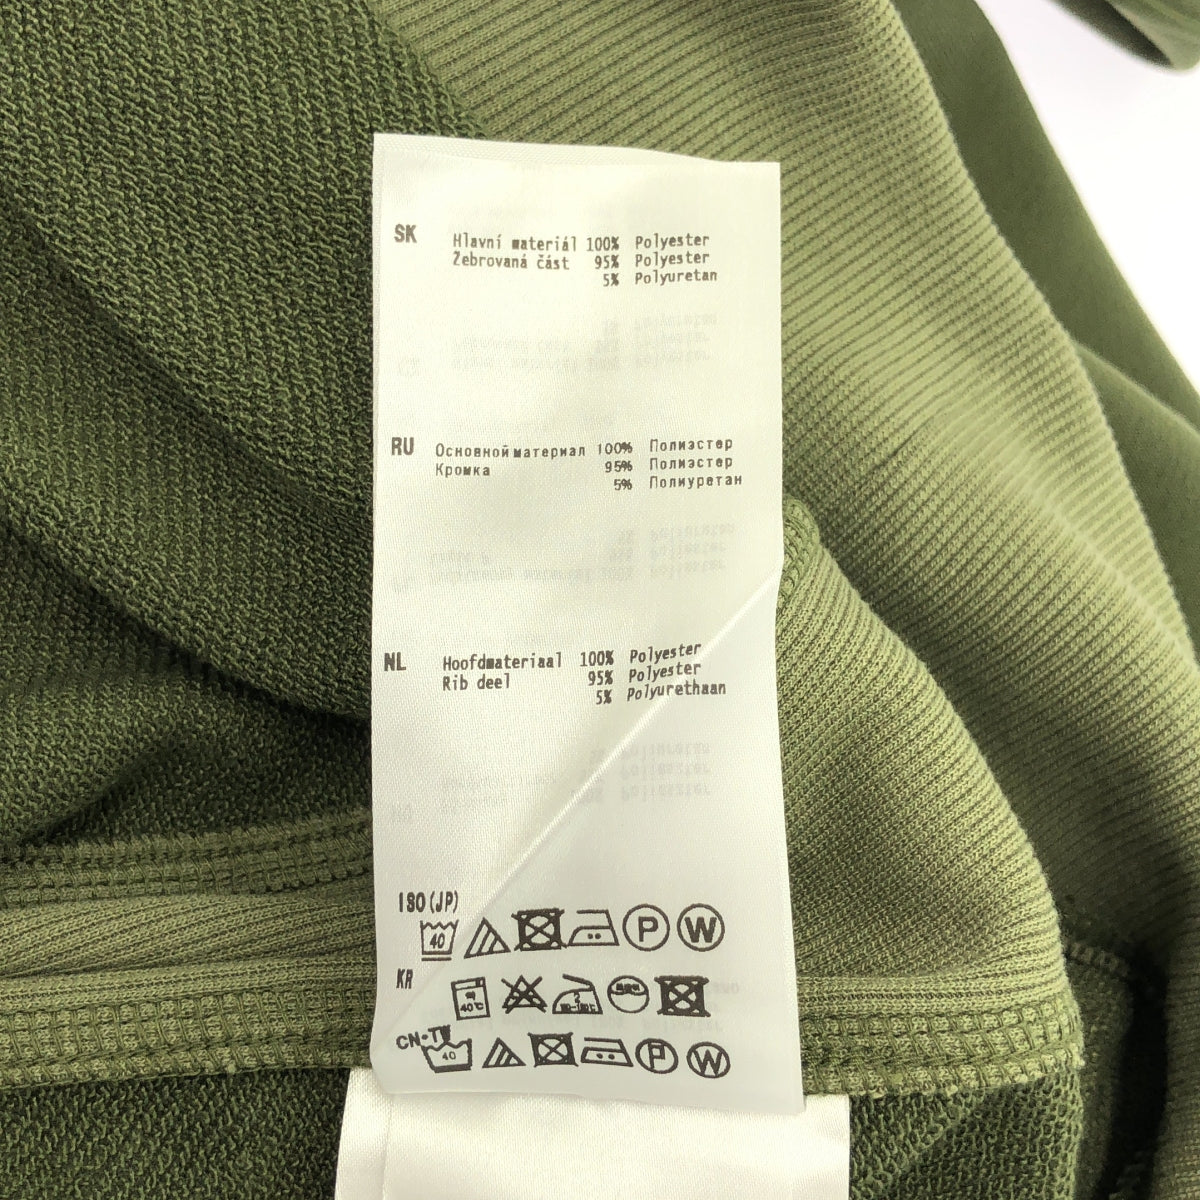 SK Hlavní materiál 100% Polyester
Žebrovaná část 95% Polyester
5% Polyuretan
RU Основной материал 100% Полиэстер
Кромка 95% Полиэстер
5% Полиуретан
NL Hoofdmateriaal 100% Polyester
Rib deel 95% Polyester
5% Polyurethaan
ISO(JP)
40 P W
KR
40℃
CN·TW
40 P W